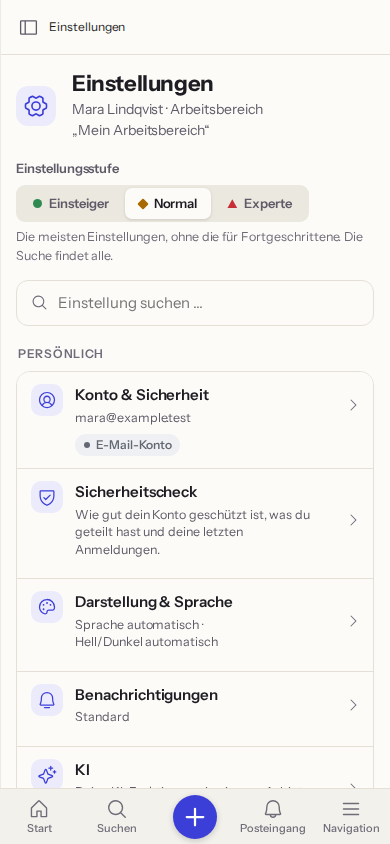 Einstellungen
Einstellungen
Mara Lindqvist · Arbeitsbereich
„Mein Arbeitsbereich“
Einstellungsstufe
Einsteiger Normal Experte
Die meisten Einstellungen, ohne die für Fortgeschrittene. Die
Suche findet alle.
Einstellung suchen ...
PERSÖNLICH
Konto & Sicherheit
mara@example.test
E-Mail-Konto
Sicherheitscheck
Wie gut dein Konto geschützt ist, was du
geteilt hast und deine letzten
Anmeldungen.
Darstellung & Sprache
Sprache automatisch ·
Hell/Dunkel automatisch
Benachrichtigungen
Standard
KI
Start Suchen Posteingang Navigation